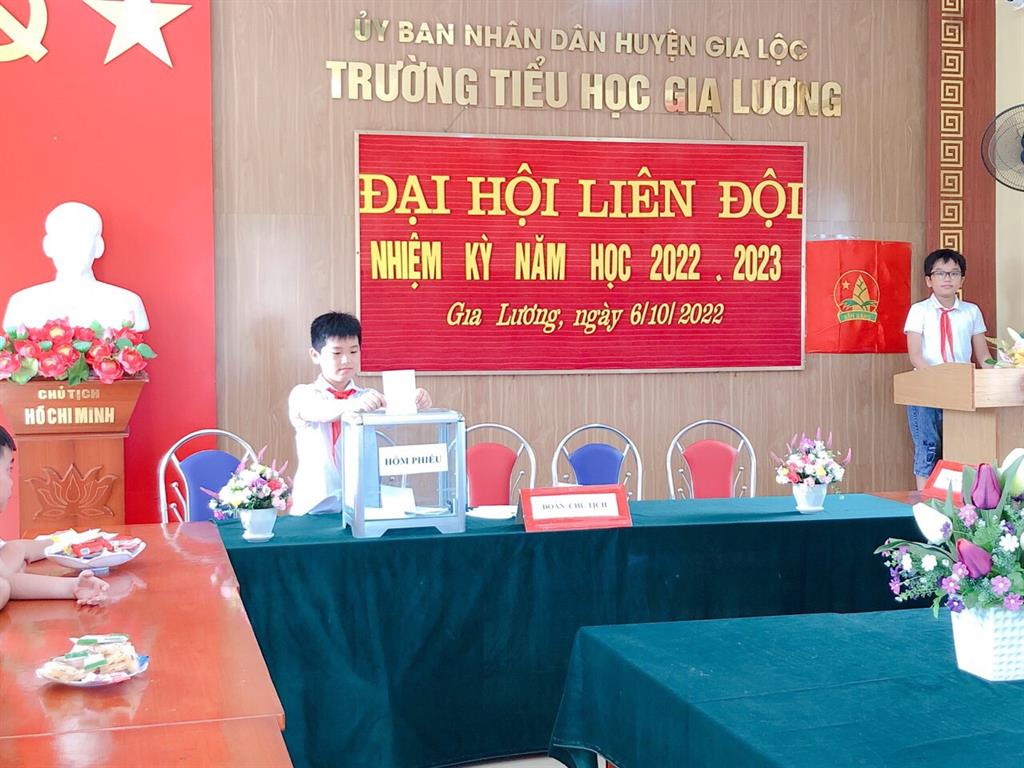 ỦY BAN NHÂN DÂN HUYỆN GIA LỘC
TRƯỜNG TIỂU HỌC GIA LƯƠNG
ĐẠI HỘI LIÊN ĐỘI
NHIỆM KỲ NĂM HỌC 2022 . 2023
Gia Lương, ngày 6/10/2022
CHỦ TỊCH
HỒ CHÍ MINH
HÒM PHIẾU
ĐOÀN CHỦ TỊCH